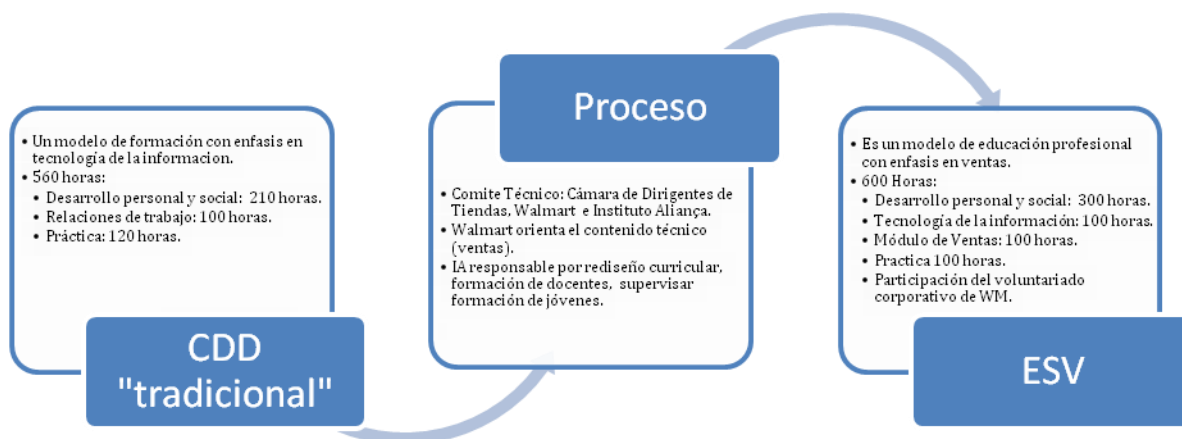 • Un modelo de formación con enfasis en
tecnología de la informacion.
• 560 horas:
• Desarrollo personal y social: 210 horas.
• Relaciones de trabajo: 100 horas.
• Práctica: 120 horas.
CDD
"tradicional"
Proceso
• Comite Técnico: Cámara de Dirigentes de
Tiendas, Walmart e Instituto Aliança.
• Walmart orienta el contenido técnico
(ventas).
• IA responsable por rediseño curricular,
formación de docentes, supervisar
formación de jóvenes.
• Es un modelo de educación profesional
con enfasis en ventas.
• 600 Horas:
• Desarrollo personal y social: 300 horas.
• Tecnología de la información: 100 horas.
• Módulo de Ventas: 100 horas.
• Practica 100 horas.
• Participación del voluntariado
corporativo de WM.
ESV